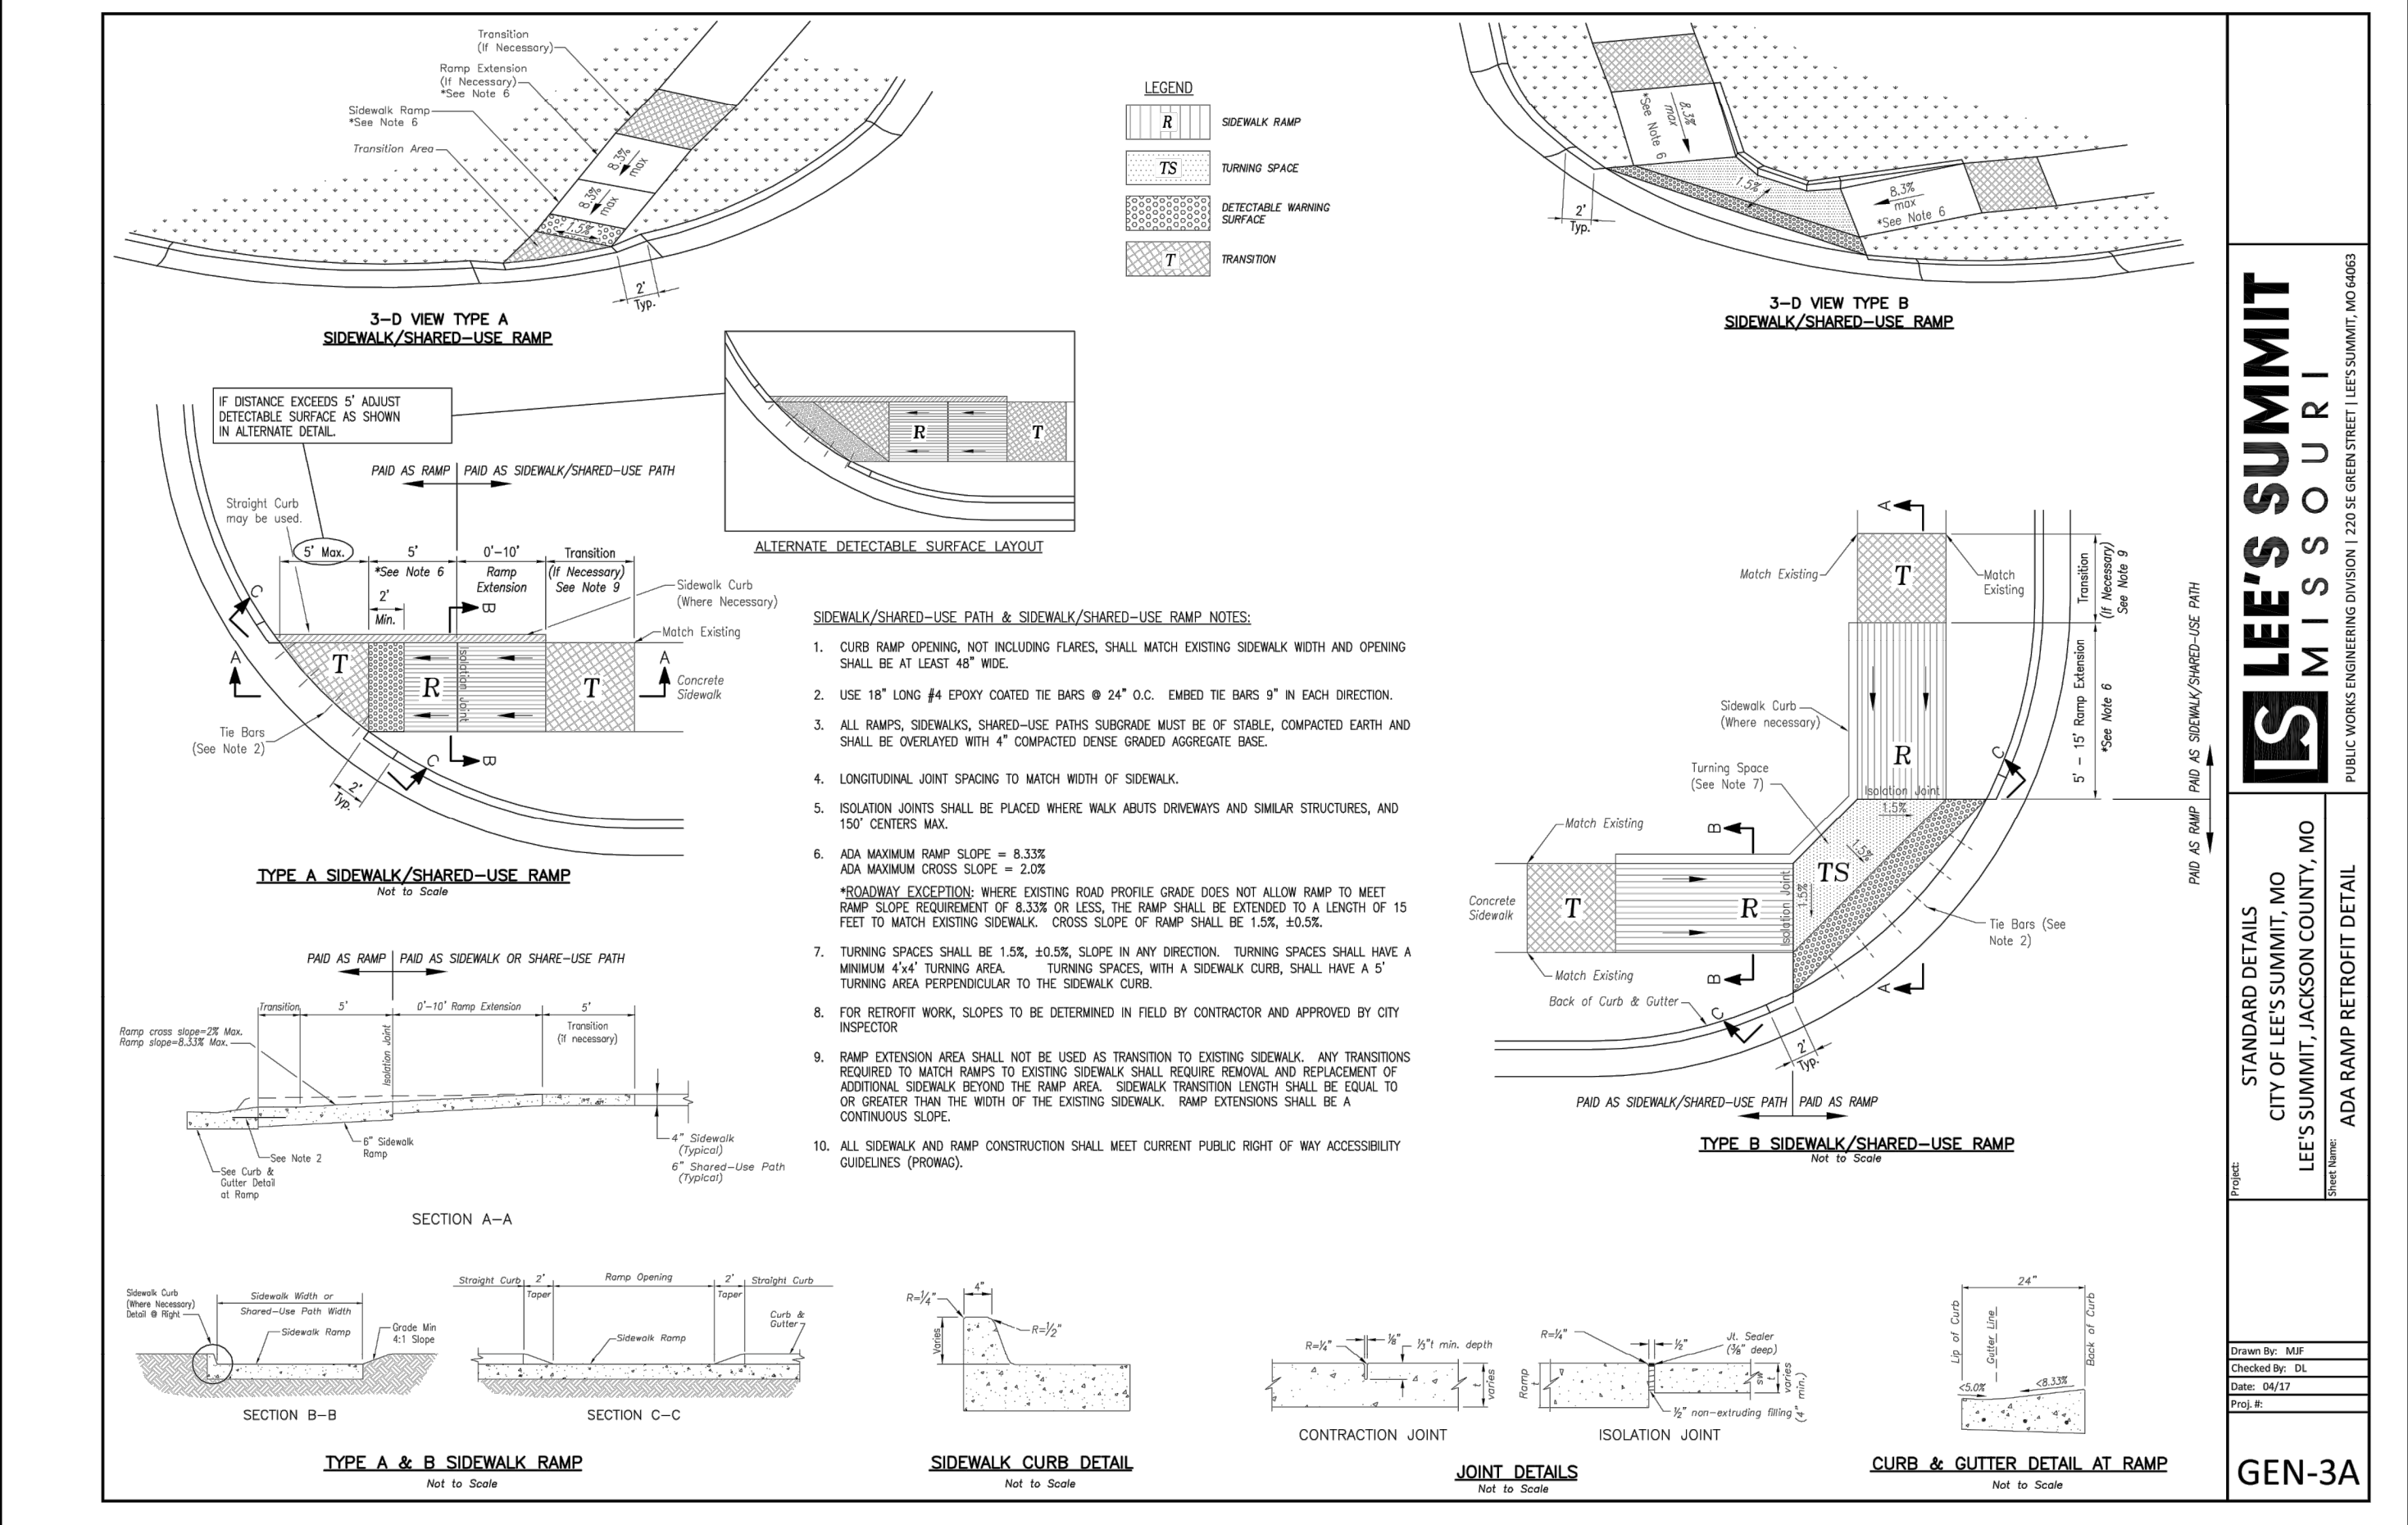 Transition
(If Necessary)
Ramp Extension
(If Necessary)
*See Note 6
Sidewalk Ramp
*See Note 6
Transition Area
8.3%
max
8.3%
max
1.5%
2'
Typ.
3-D VIEW TYPE A
SIDEWALK/SHARED-USE RAMP
LEGEND
R
SIDEWALK RAMP
TS
TURNING SPACE
DETECTABLE WARNING
SURFACE
T
TRANSITION
8.3%
max
*See Note 6
1.5%
8.3%
max
*See Note 6
2'
Typ.
3-D VIEW TYPE B
SIDEWALK/SHARED-USE RAMP
IF DISTANCE EXCEEDS 5' ADJUST
DETECTABLE SURFACE AS SHOWN
IN ALTERNATE DETAIL.
R
T
ALTERNATE DETECTABLE SURFACE LAYOUT
PAID AS RAMP
PAID AS SIDEWALK/SHARED-USE PATH
Straight Curb
may be used.
5' Max.
5'
*See Note 6
0'-10'
Ramp
Extension
Transition
(If Necessary)
See Note 9
2'
Min.
B
Sidewalk Curb
(Where Necessary)
Match Existing
C
A
T
R
Isolation Joint
T
A
Concrete
Sidewalk
Tie Bars
(See Note 2)
B
C
2'
Typ.
TYPE A SIDEWALK/SHARED-USE RAMP
Not to Scale
SIDEWALK/SHARED-USE PATH & SIDEWALK/SHARED-USE RAMP NOTES:
1. CURB RAMP OPENING, NOT INCLUDING FLARES, SHALL MATCH EXISTING SIDEWALK WIDTH AND OPENING
SHALL BE AT LEAST 48" WIDE.
2. USE 18" LONG #4 EPOXY COATED TIE BARS @ 24" O.C. EMBED TIE BARS 9" IN EACH DIRECTION.
3. ALL RAMPS, SIDEWALKS, SHARED-USE PATHS SUBGRADE MUST BE OF STABLE, COMPACTED EARTH AND
SHALL BE OVERLAYED WITH 4" COMPACTED DENSE GRADED AGGREGATE BASE.
4. LONGITUDINAL JOINT SPACING TO MATCH WIDTH OF SIDEWALK.
5. ISOLATION JOINTS SHALL BE PLACED WHERE WALK ABUTS DRIVEWAYS AND SIMILAR STRUCTURES, AND
150' CENTERS MAX.
6. ADA MAXIMUM RAMP SLOPE = 8.33%
ADA MAXIMUM CROSS SLOPE = 2.0%
*ROADWAY EXCEPTION: WHERE EXISTING ROAD PROFILE GRADE DOES NOT ALLOW RAMP TO MEET
RAMP SLOPE REQUIREMENT OF 8.33% OR LESS, THE RAMP SHALL BE EXTENDED TO A LENGTH OF 15
FEET TO MATCH EXISTING SIDEWALK. CROSS SLOPE OF RAMP SHALL BE 1.5%, ±0.5%.
7. TURNING SPACES SHALL BE 1.5%, ±0.5%, SLOPE IN ANY DIRECTION. TURNING SPACES SHALL HAVE A
MINIMUM 4'x4' TURNING AREA. TURNING SPACES, WITH A SIDEWALK CURB, SHALL HAVE A 5'
TURNING AREA PERPENDICULAR TO THE SIDEWALK CURB.
8. FOR RETROFIT WORK, SLOPES TO BE DETERMINED IN FIELD BY CONTRACTOR AND APPROVED BY CITY
INSPECTOR
9. RAMP EXTENSION AREA SHALL NOT BE USED AS TRANSITION TO EXISTING SIDEWALK. ANY TRANSITIONS
REQUIRED TO MATCH RAMPS TO EXISTING SIDEWALK SHALL REQUIRE REMOVAL AND REPLACEMENT OF
ADDITIONAL SIDEWALK BEYOND THE RAMP AREA. SIDEWALK TRANSITION LENGTH SHALL BE EQUAL TO
OR GREATER THAN THE WIDTH OF THE EXISTING SIDEWALK. RAMP EXTENSIONS SHALL BE A
CONTINUOUS SLOPE.
10. ALL SIDEWALK AND RAMP CONSTRUCTION SHALL MEET CURRENT PUBLIC RIGHT OF WAY ACCESSIBILITY
GUIDELINES (PROWAG).
A
Match Existing
T
Match
Existing
Transition
(If Necessary)
See Note 9
Sidewalk Curb
(Where necessary)
R
5' - 15' Ramp Extension
*See Note 6
PAID AS SIDEWALK/SHARED-USE PATH
PAID AS RAMP
Turning Space
(See Note 7)
Isolation Joint
1.5%
C
Match Existing
B
1.5%
TS
1.5%
Isolation Joint
Concrete
Sidewalk
T
R
Tie Bars (See
Note 2)
Match Existing
B
A
Back of Curb & Gutter
C
2'
Typ.
PAID AS SIDEWALK/SHARED-USE PATH
PAID AS RAMP
TYPE B SIDEWALK/SHARED-USE RAMP
Not to Scale
PAID AS RAMP
PAID AS SIDEWALK OR SHARE-USE PATH
Transition
5'
0'-10' Ramp Extension
5'
Transition
(if necessary)
Ramp cross slope=2% Max.
Ramp slope=8.33% Max.
Isolation Joint
6" Sidewalk
Ramp
See Note 2
See Curb &
Gutter Detail
at Ramp
4" Sidewalk
(Typical)
6" Shared-Use Path
(Typical)
SECTION A-A
Sidewalk Curb
(Where Necessary)
Detail @ Right
Sidewalk Width or
Shared-Use Path Width
Sidewalk Ramp
Grade Min
4:1 Slope
SECTION B-B
Straight Curb
2'
Taper
Ramp Opening
2'
Taper
Straight Curb
Curb &
Gutter
Sidewalk Ramp
SECTION C-C
TYPE A & B SIDEWALK RAMP
Not to Scale
4"
R=¼"
R=½"
Varies
SIDEWALK CURB DETAIL
Not to Scale
R=¼"
⅛"
⅓"t min. depth
t
varies
CONTRACTION JOINT
R=¼"
½"
Jt. Sealer
(⅜" deep)
Ramp
t
SW
t
varies
(4" min.)
½" non-extruding filling
ISOLATION JOINT
JOINT DETAILS
Not to Scale
24"
Lip of Curb
Gutter Line
Back of Curb
<5.0%
<8.33%
CURB & GUTTER DETAIL AT RAMP
Not to Scale
LS
LEE'S SUMMIT
MISSOURI
PUBLIC WORKS ENGINEERING DIVISION | 220 SE GREEN STREET | LEE'S SUMMIT, MO 64063
Project:
STANDARD DETAILS
CITY OF LEE'S SUMMIT, MO
LEE'S SUMMIT, JACKSON COUNTY, MO
Sheet Name:
ADA RAMP RETROFIT DETAIL
Drawn By: MJF
Checked By: DL
Date: 04/17
Proj. #:
GEN-3A